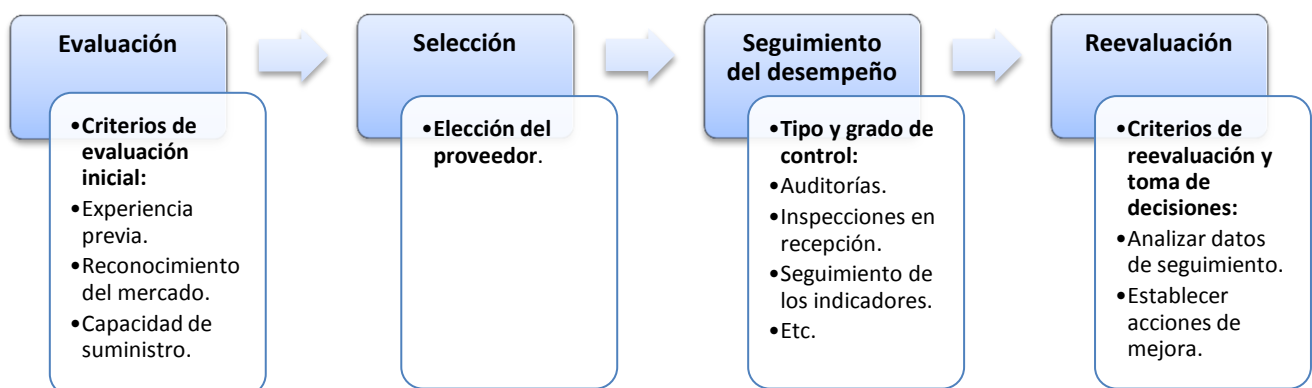 Evaluación
•Criterios de
evaluación
inicial:
•Experiencia
previa.
•Reconocimiento
del mercado.
•Capacidad de
suministro.
Selección
•Elección del
proveedor.
Seguimiento
del desempeño
•Tipo y grado de
control:
•Auditorías.
•Inspecciones en
recepción.
•Seguimiento de
los indicadores.
•Etc.
Reevaluación
•Criterios de
reevaluación y
toma de
decisiones:
•Analizar datos
de seguimiento.
•Establecer
acciones de
mejora.